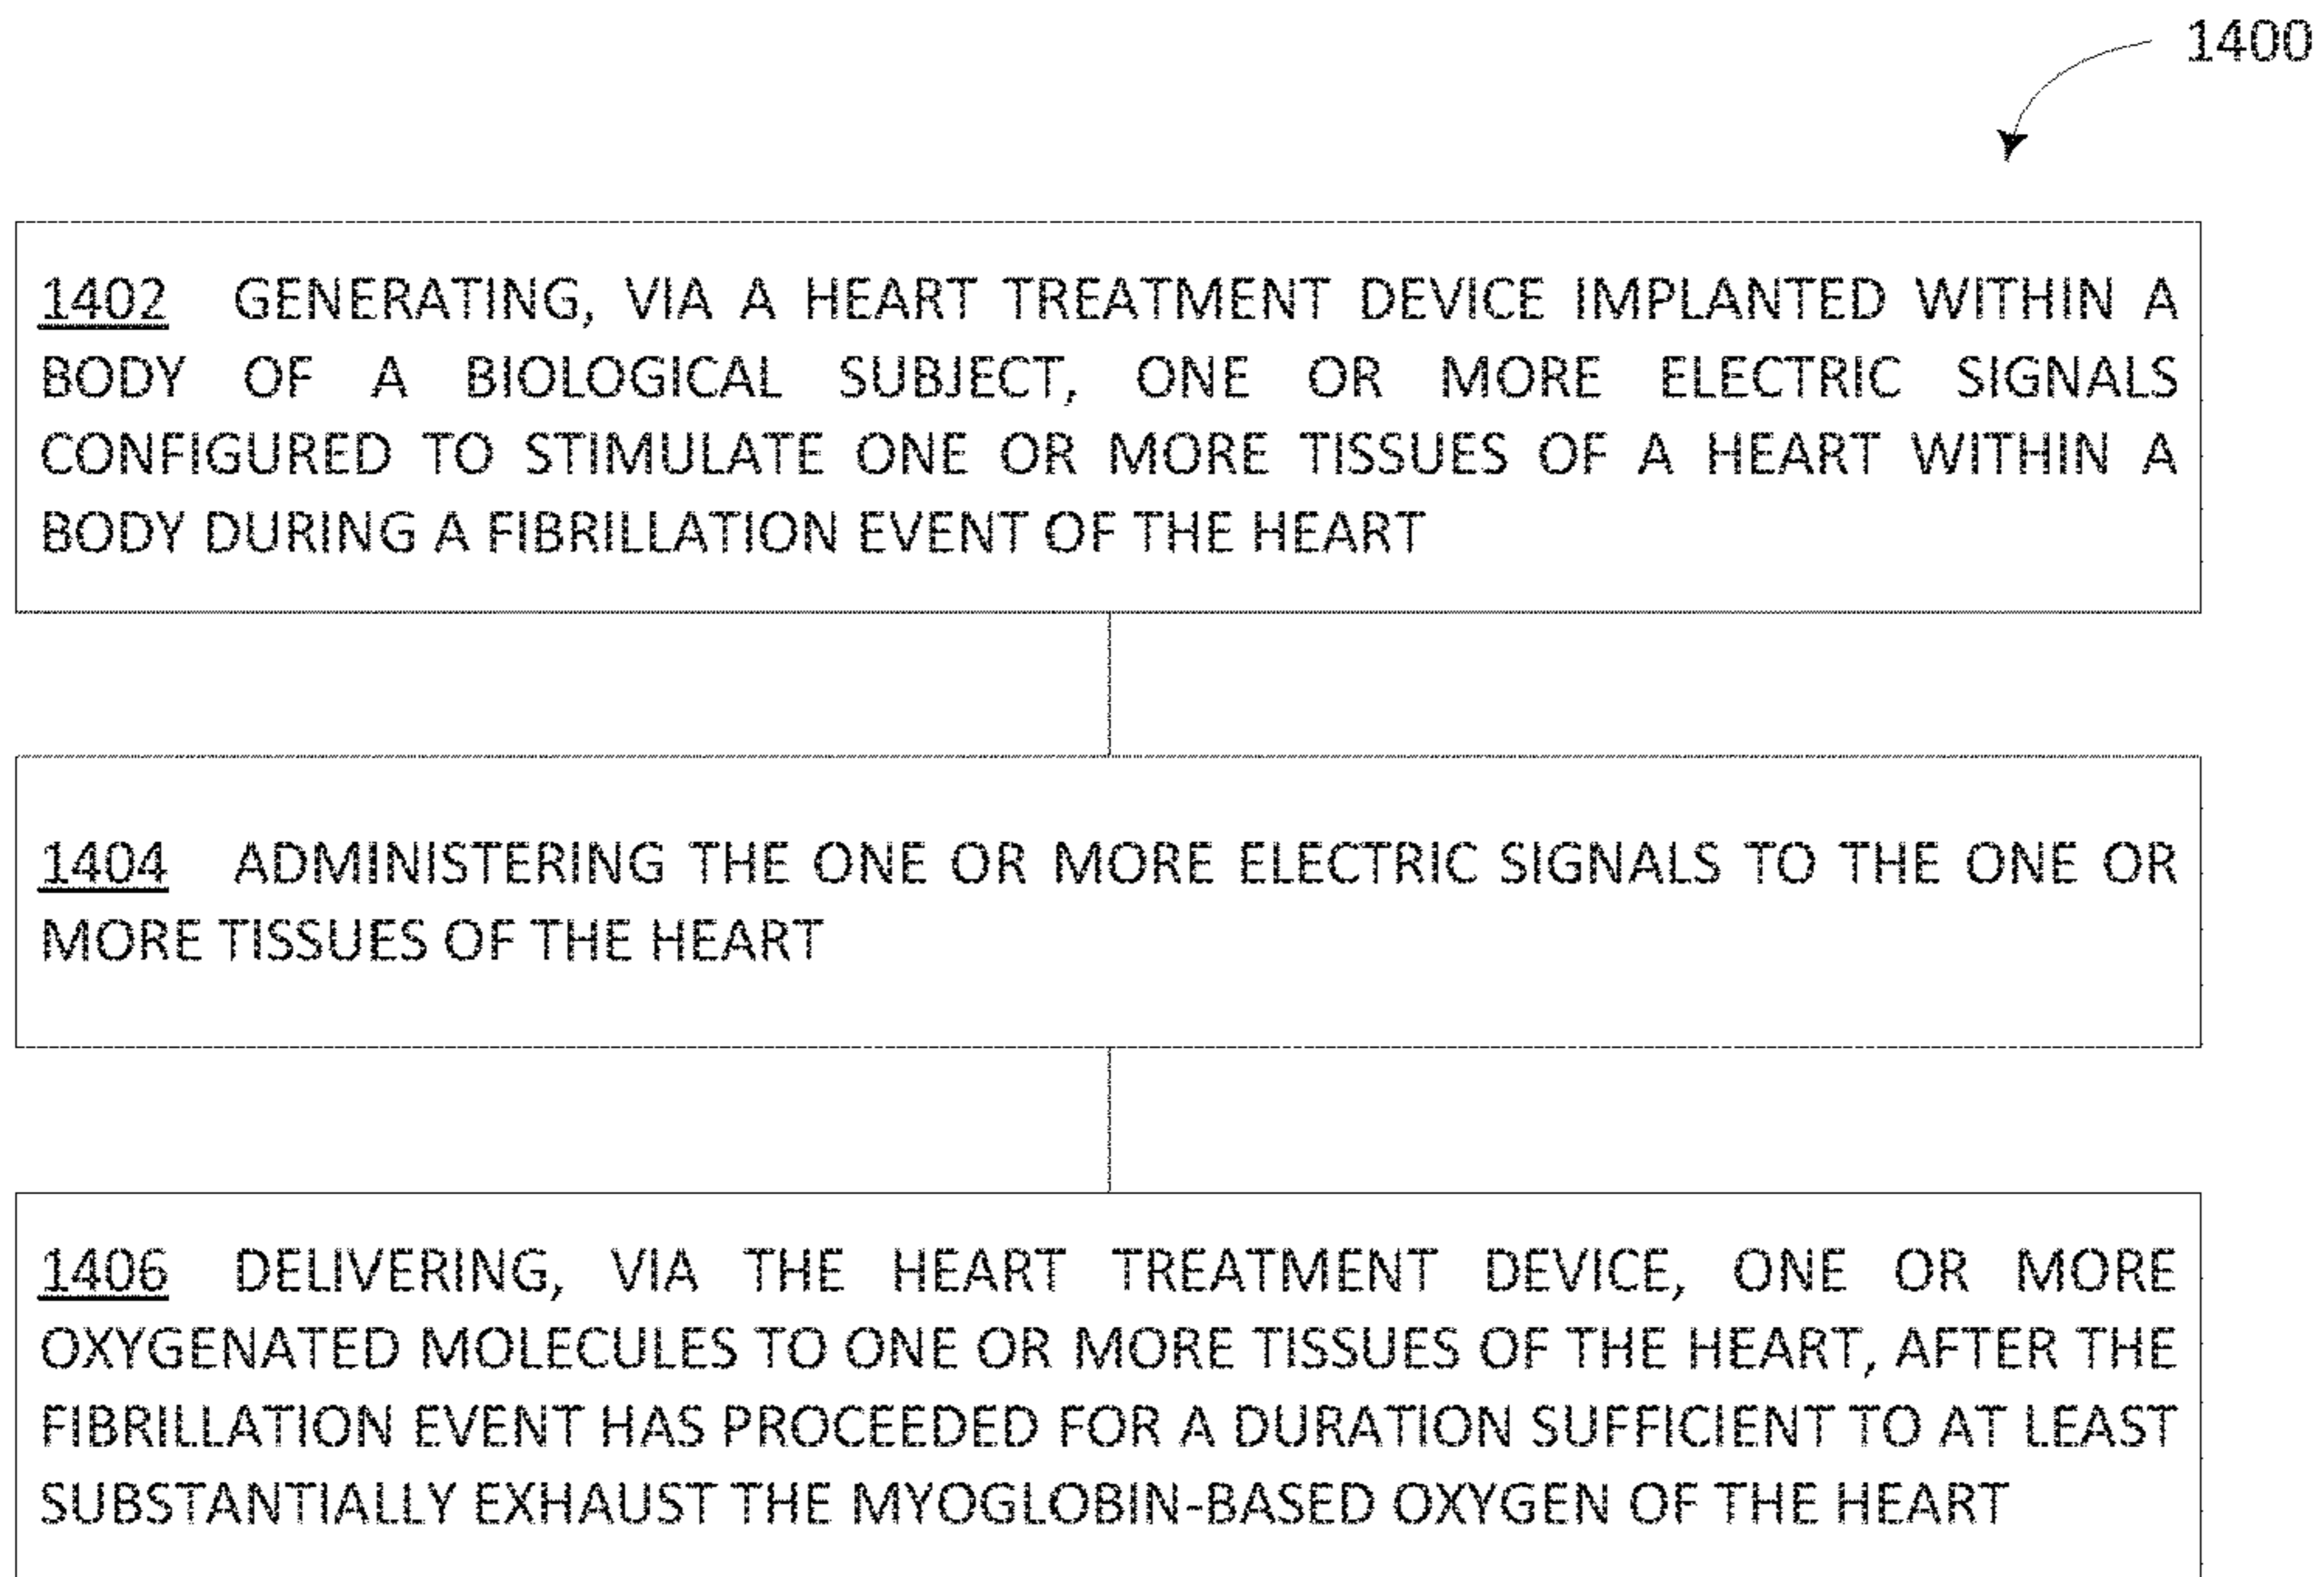 1400
1402 GENERATING, VIA A HEART TREATMENT DEVICE IMPLANTED WITHIN A
BODY OF A BIOLOGICAL SUBJECT, ONE OR MORE ELECTRIC SIGNALS
CONFIGURED TO STIMULATE ONE OR MORE TISSUES OF A HEART WITHIN A
BODY DURING A FIBRILLATION EVENT OF THE HEART
1404 ADMINISTERING THE ONE OR MORE ELECTRIC SIGNALS TO THE ONE OR
MORE TISSUES OF THE HEART
1406 DELIVERING, VIA THE HEART TREATMENT DEVICE, ONE OR MORE
OXYGENATED MOLECULES TO ONE OR MORE TISSUES OF THE HEART, AFTER THE
FIBRILLATION EVENT HAS PROCEEDED FOR A DURATION SUFFICIENT TO AT LEAST
SUBSTANTIALLY EXHAUST THE MYOGLOBIN-BASED OXYGEN OF THE HEART